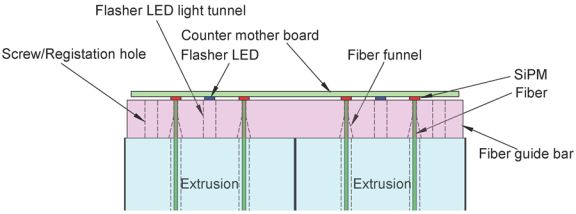 Flasher LED light tunnel
Counter mother board
Screw/Registation hole
Flasher LED
Fiber funnel
SiPM
Fiber
Fiber guide bar
Extrusion
Extrusion